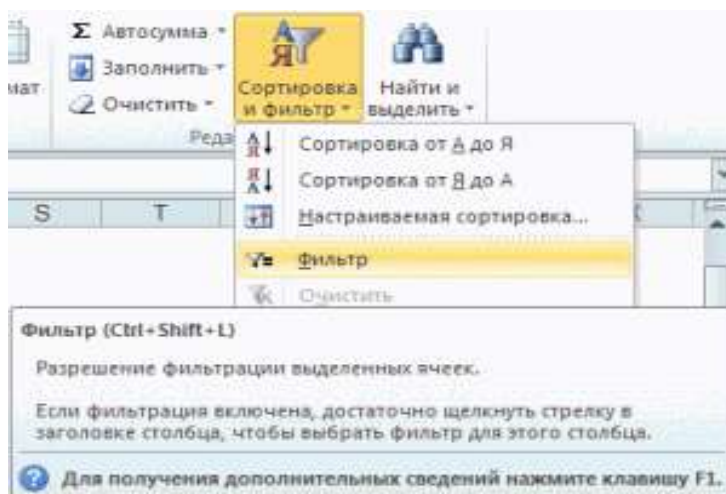 мат
Σ Автосумма
Заполнить
Очистить
Сортировка
и фильтр
Найти и
выделить
Реда
Сортировка от А до Я
Сортировка от Я до А
Настраиваемая сортировка...
Фильтр
Очистить
S T
Фильтр (Ctrl+Shift+L)
Разрешение фильтрации выделенных ячеек.
Если фильтрация включена, достаточно щелкнуть стрелку в
заголовке столбца, чтобы выбрать фильтр для этого столбца.
Для получения дополнительных сведений нажмите клавишу F1.